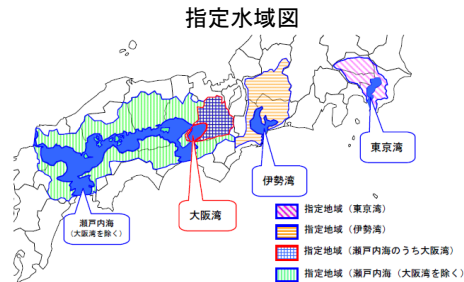 指定水域図
東京湾
伊勢湾
大阪湾
瀬戸内海
(大阪湾を除く)
指定地域(東京湾)
指定地域(伊勢湾)
指定地域(瀬戸内海のうち大阪湾)
指定地域(瀬戸内海(大阪湾を除く)